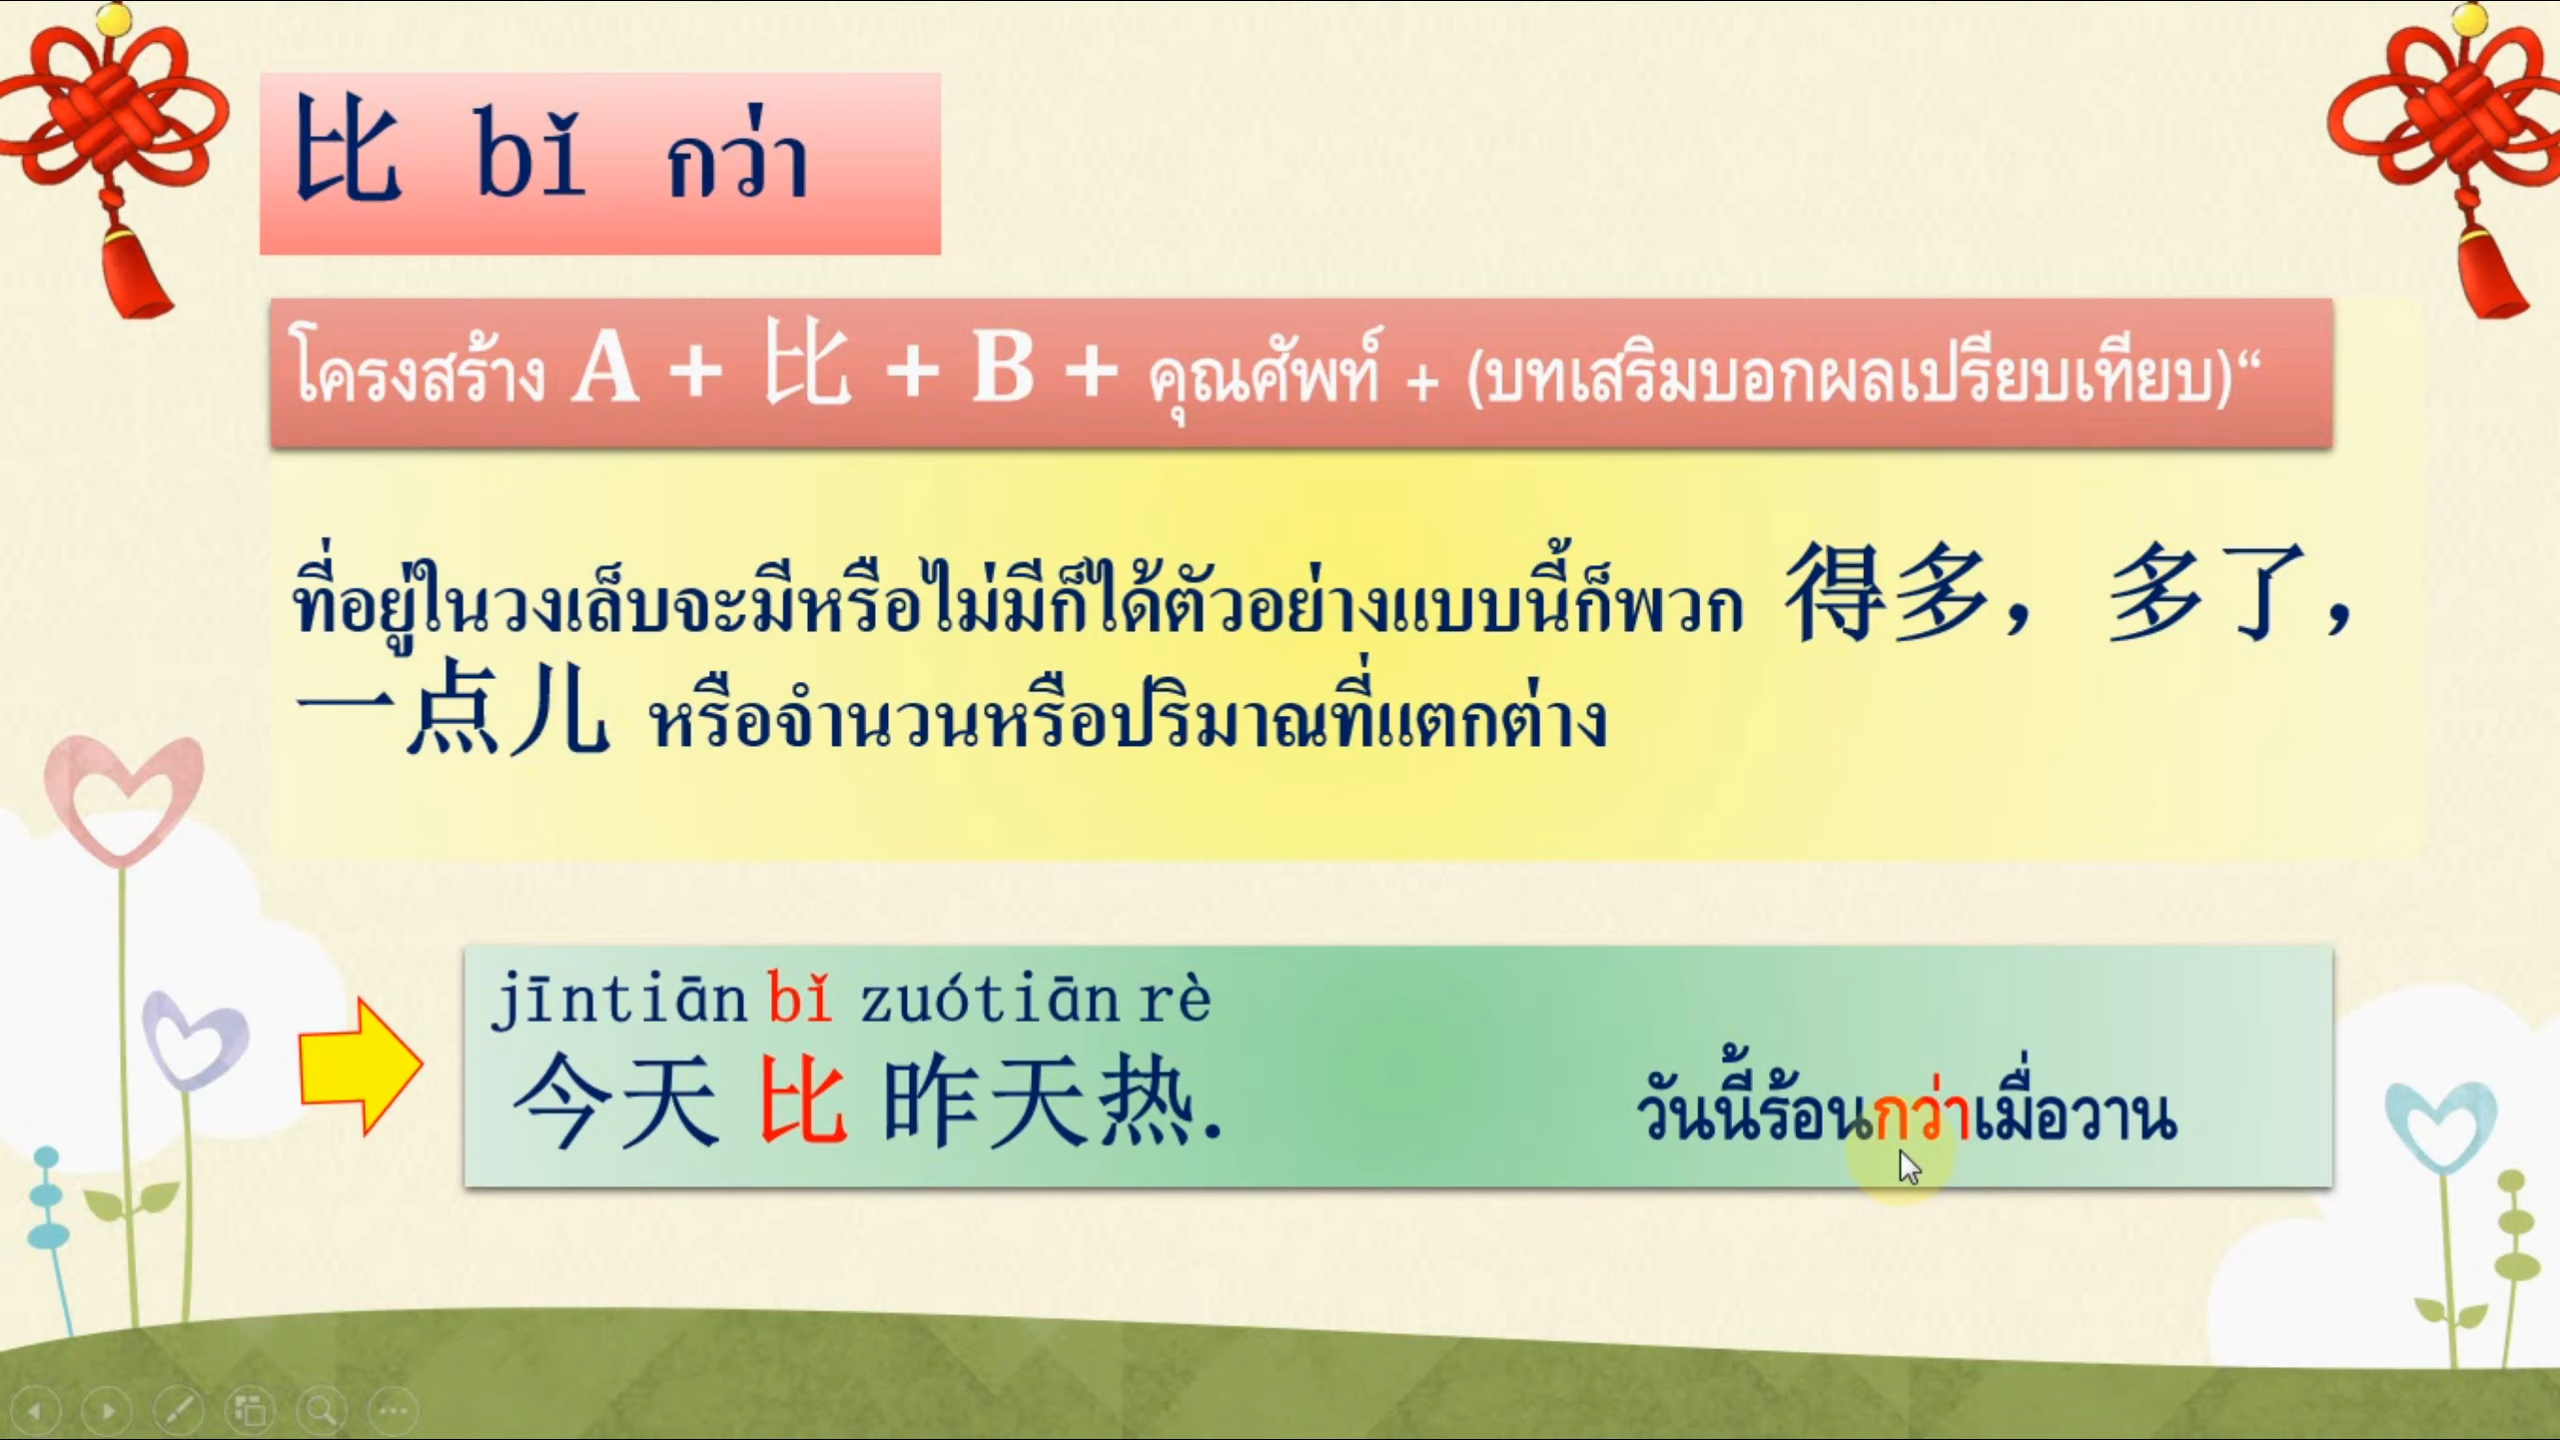 比 bǐ กว่า
โครงสร้าง A + 比 + B + คุณศัพท์ + (บทเสริมบอกผลเปรียบเทียบ)“
ที่อยู่ในวงเล็บจะมีหรือไม่มีก็ได้ตัวอย่างแบบนี้ก็พวก 得多，多了，
一点儿 หรือจำนวนหรือปริมาณที่แตกต่าง
jīntiān bǐ zuótiān rè
今天 比 昨天热.
วันนี้ร้อนกว่าเมื่อวาน